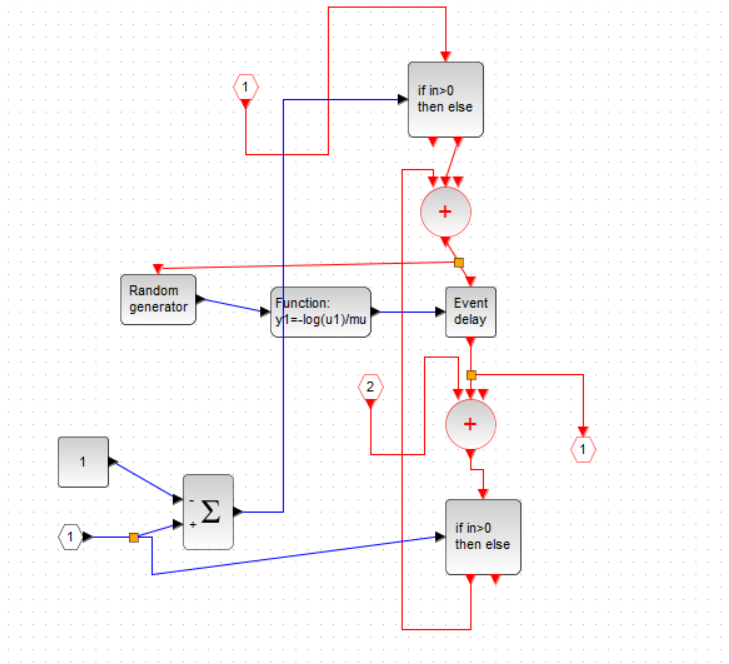 1
if in>0
then else
+
Random
generator
Function:
y1=-log(u1)/mu
Event
delay
2
+
1
1
-
+
Σ
1
if in>0
then else